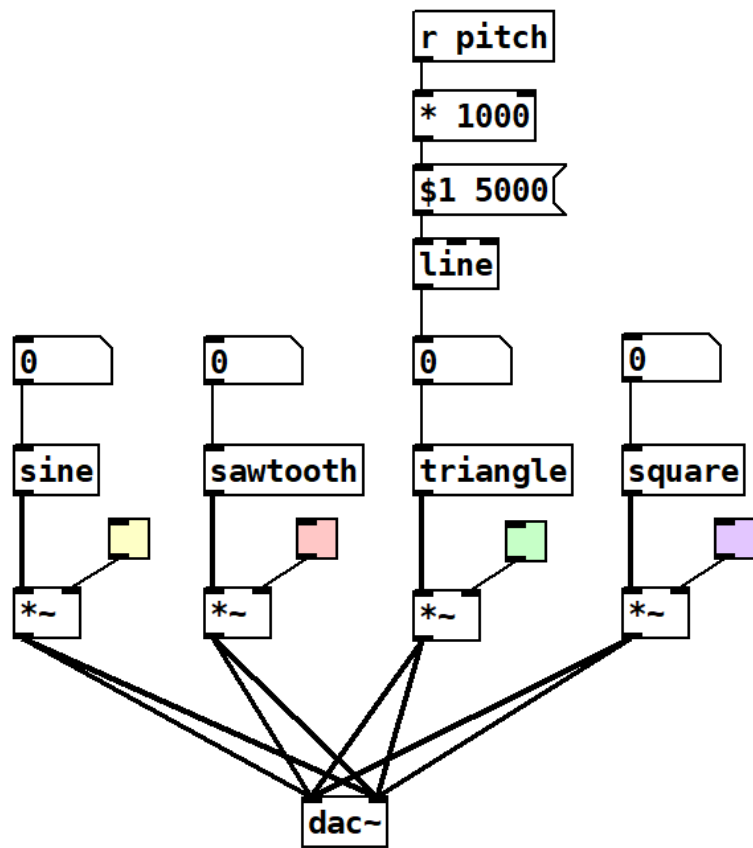 r pitch
* 1000
$1 5000
line
0 0 0 0
sine sawtooth triangle square
*~ *~ *~ *~
dac~